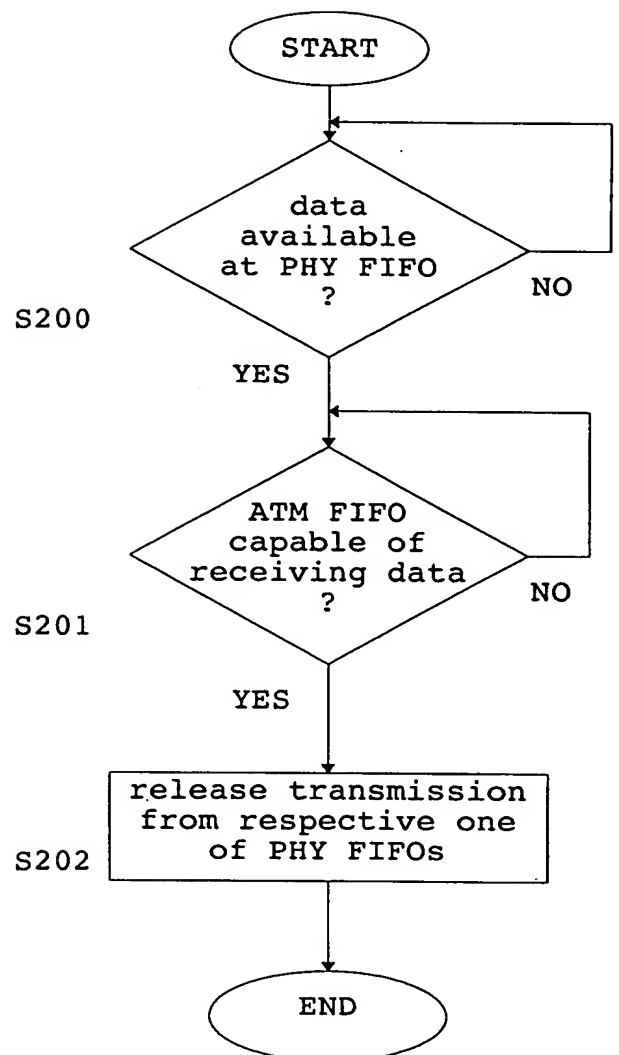 START
data
available
at PHY FIFO
?
NO
S200
YES
ATM FIFO
capable of
receiving data
?
NO
S201
YES
release transmission
from respective one
of PHY FIFOs
S202
END